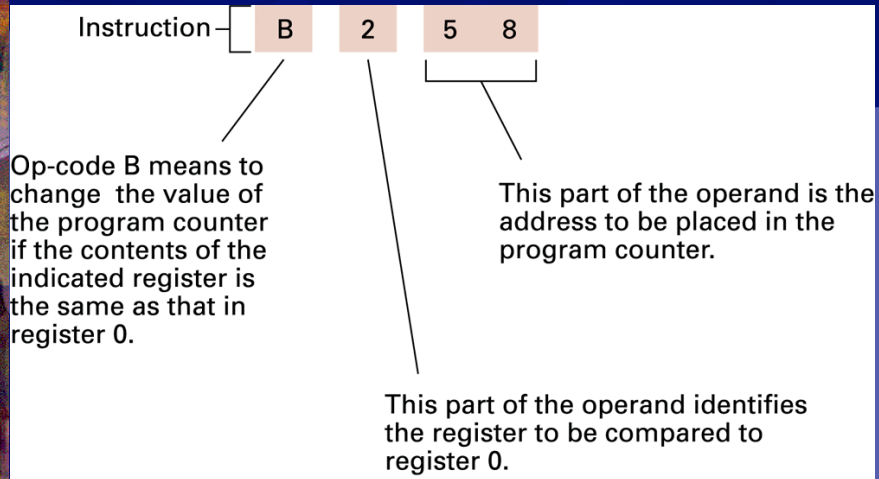 Instruction B 2 5 8
Op-code B means to
change the value of
the program counter
if the contents of the
indicated register is
the same as that in
register 0.
This part of the operand is the
address to be placed in the
program counter.
This part of the operand identifies
the register to be compared to
register 0.